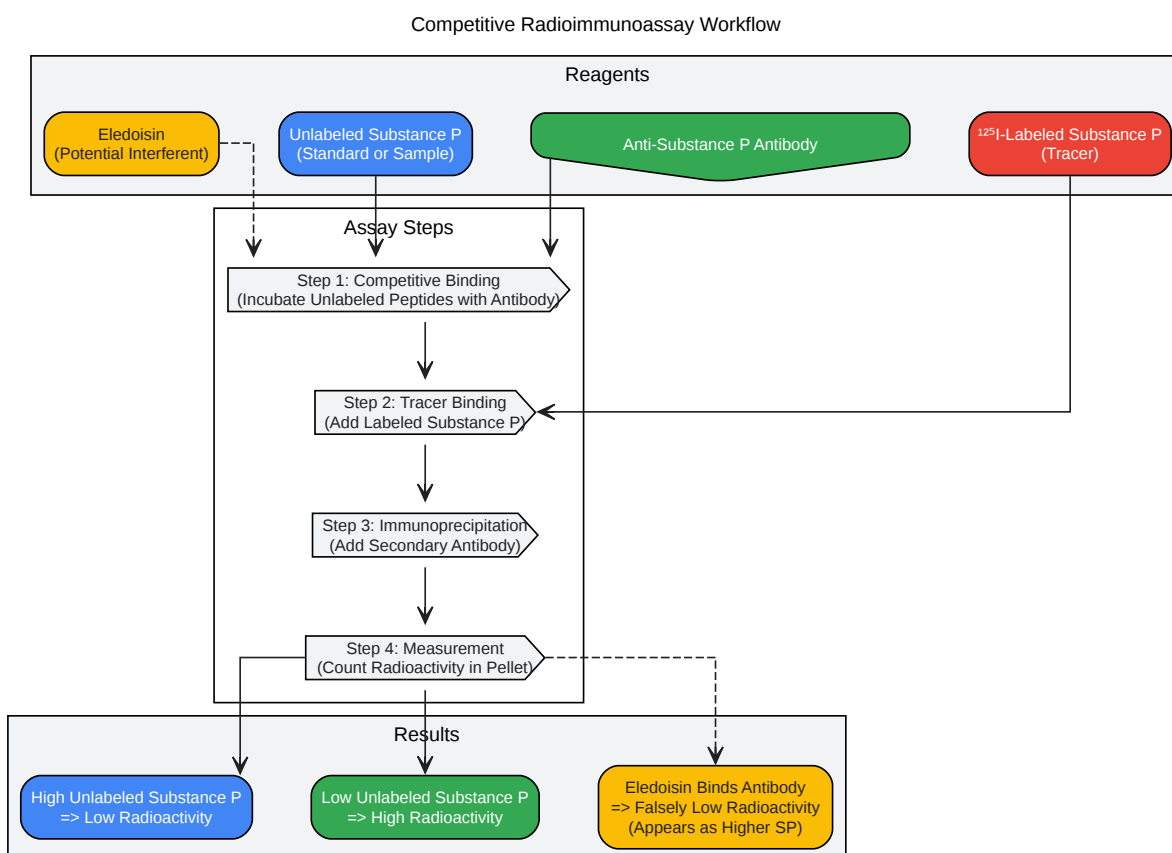 Competitive Radioimmunoassay Workflow
Reagents
Eledoisin
(Potential Interferent)
Unlabeled Substance P
(Standard or Sample)
Anti-Substance P Antibody
¹²⁵I-Labeled Substance P
(Tracer)
Assay Steps
Step 1: Competitive Binding
(Incubate Unlabeled Peptides with Antibody)
Step 2: Tracer Binding
(Add Labeled Substance P)
Step 3: Immunoprecipitation
(Add Secondary Antibody)
Step 4: Measurement
(Count Radioactivity in Pellet)
Results
High Unlabeled Substance P
=> Low Radioactivity
Low Unlabeled Substance P
=> High Radioactivity
Eledoisin Binds Antibody
=> Falsely Low Radioactivity
(Appears as Higher SP)